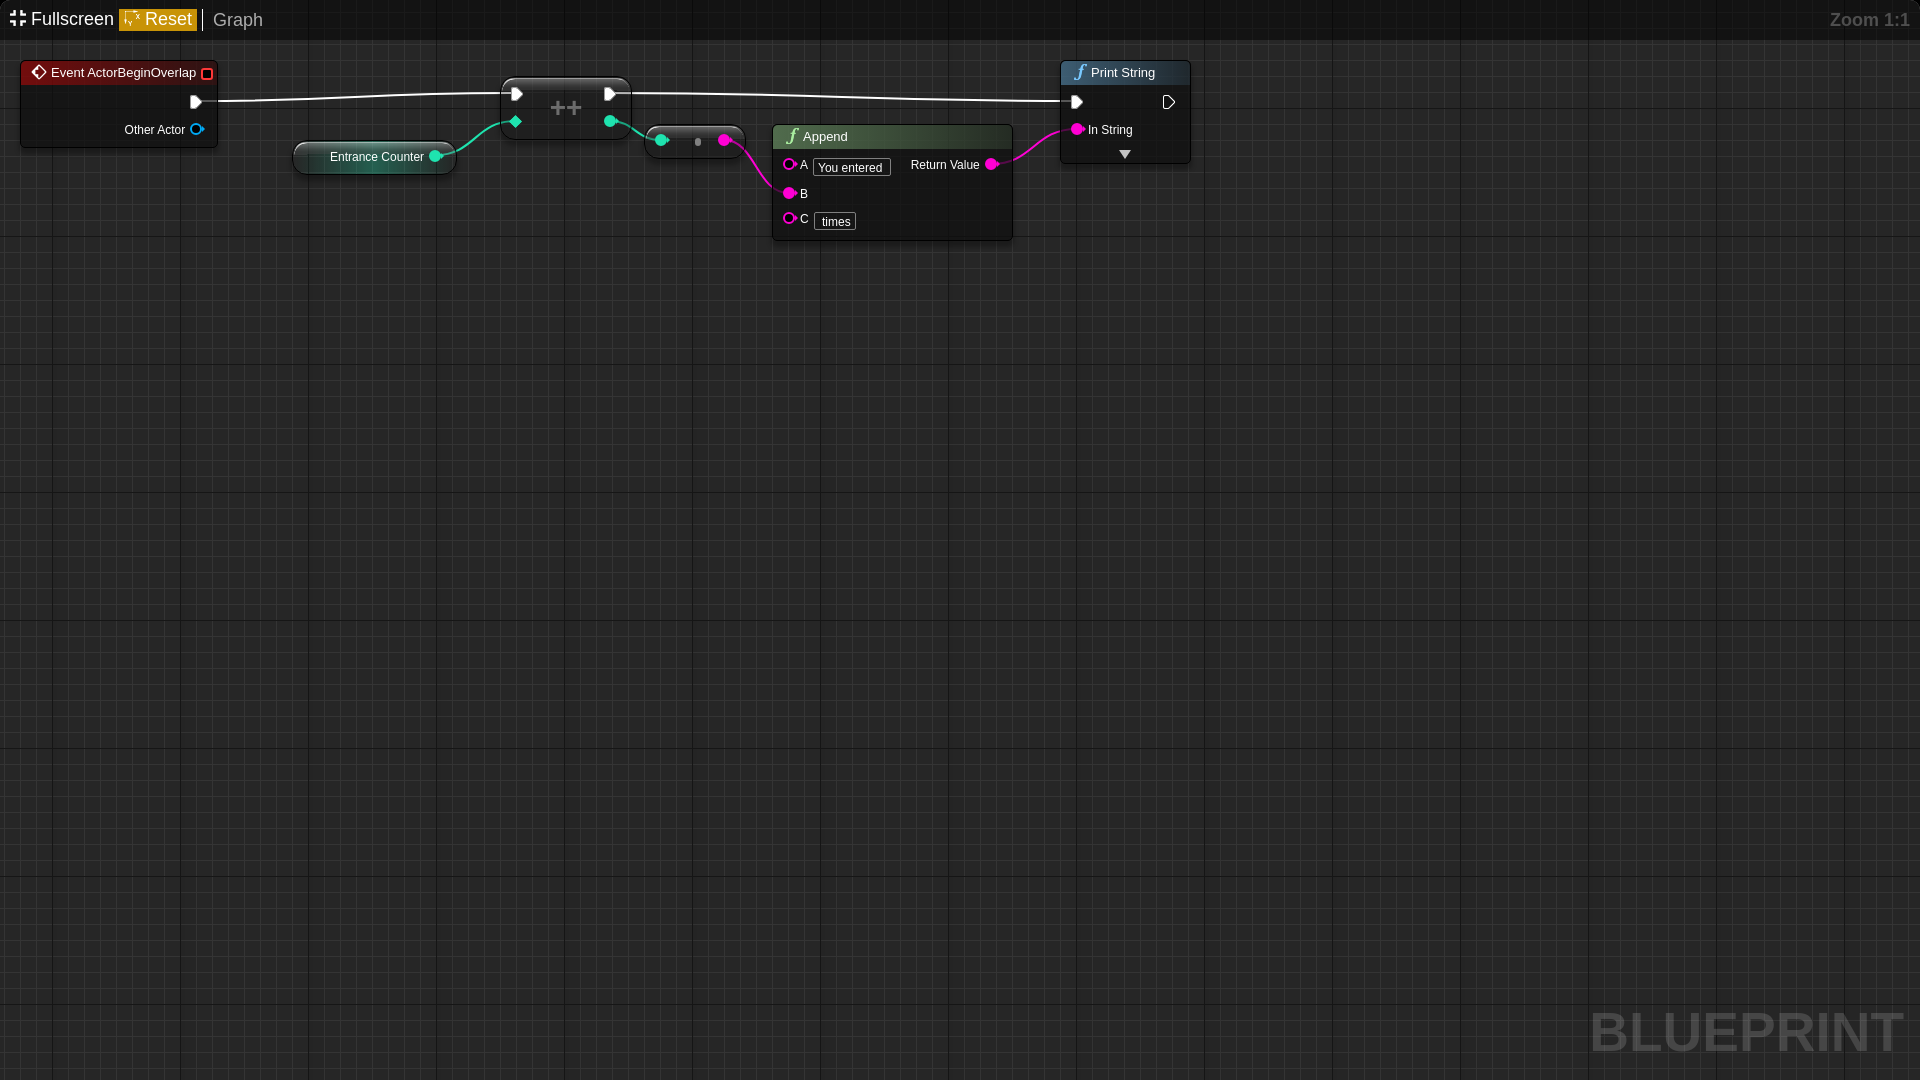 Fullscreen Reset Graph Zoom 1:1
Event ActorBeginOverlap
Other Actor
Entrance Counter
++
Append
A You entered Return Value
B
C times
Print String
In String
BLUEPRINT